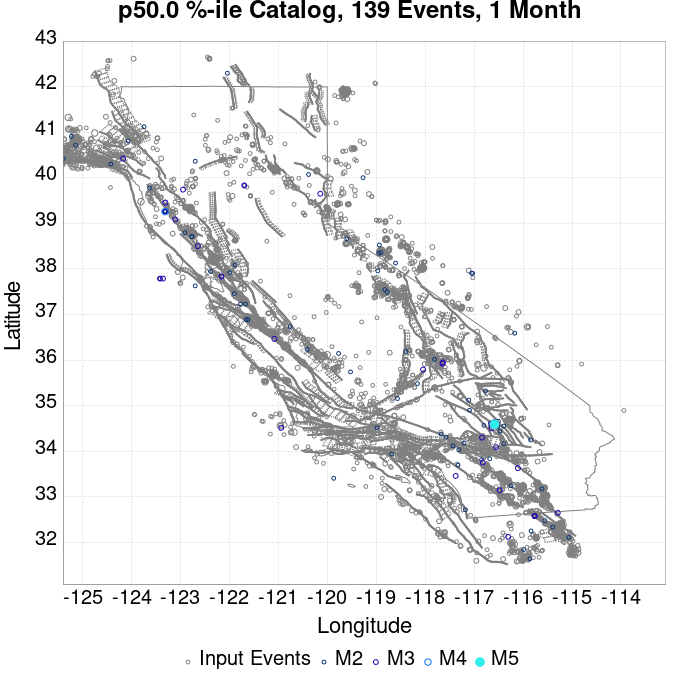 p50.0 %-ile Catalog, 139 Events, 1 Month
43
42
41
40
39
38
37
36
35
34
33
32
Latitude
-125 -124 -123 -122 -121 -120 -119 -118 -117 -116 -115 -114
Longitude
Input Events M2 M3 M4 M5